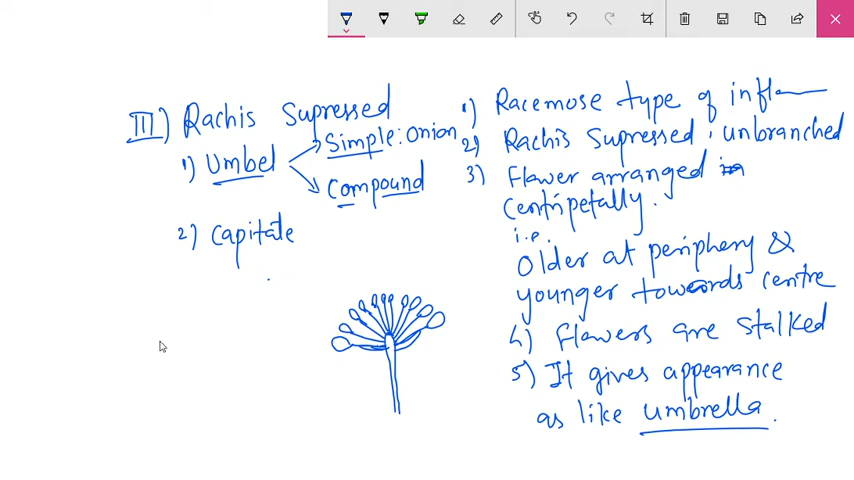 III) Rachis Supressed
1) Umbel
Simple: Onion
Compound
2) Capitate
1) Racemose type of infl
2) Rachis Supressed, unbranched
3) Flower arranged
Centripetally.
i.e.
Older at periphery &
younger towards centre
4) Flowers are stalked
5) It gives appearance
as like umbrella.